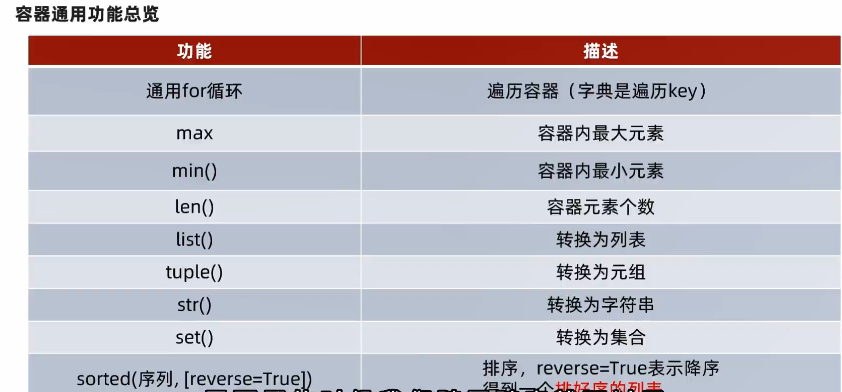 容器通用功能总览
功能 描述
通用for循环 遍历容器（字典是遍历key）
max 容器内最大元素
min() 容器内最小元素
len() 容器元素个数
list() 转换为列表
tuple() 转换为元组
str() 转换为字符串
set() 转换为集合
sorted(序列, [reverse=True]) 排序，reverse=True表示降序
得到一个排好序的列表